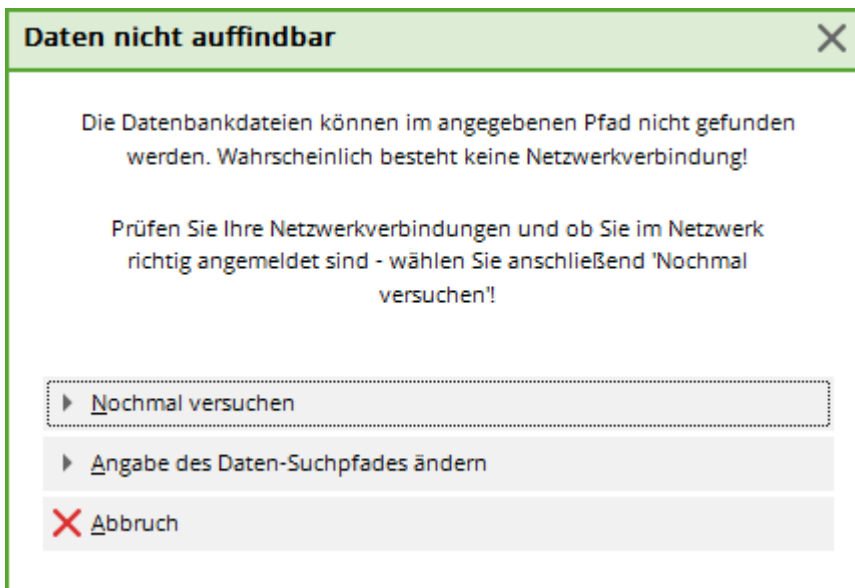 Daten nicht auffindbar
Die Datenbankdateien können im angegebenen Pfad nicht gefunden
werden. Wahrscheinlich besteht keine Netzwerkverbindung!
Prüfen Sie Ihre Netzwerkverbindungen und ob Sie im Netzwerk
richtig angemeldet sind - wählen Sie anschließend 'Nochmal
versuchen'!
Nochmal versuchen
Angabe des Daten-Suchpfades ändern
Abbruch